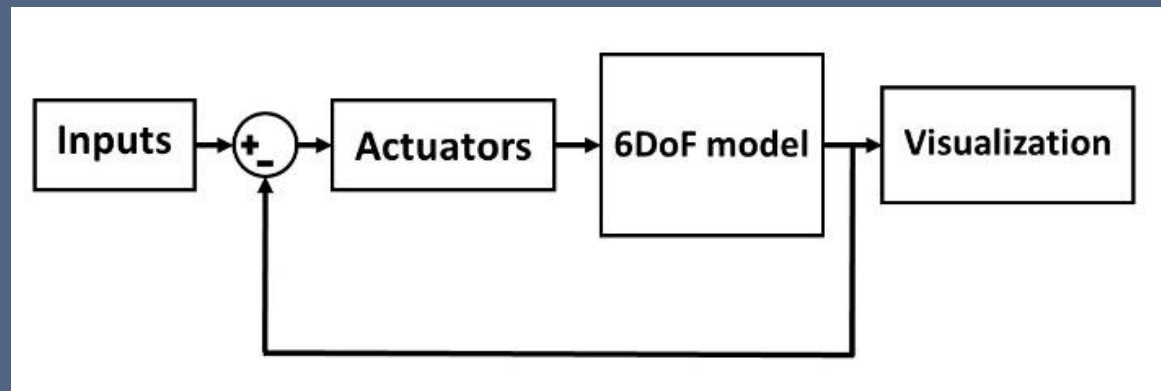 Inputs
+
-
Actuators
6DoF model
Visualization